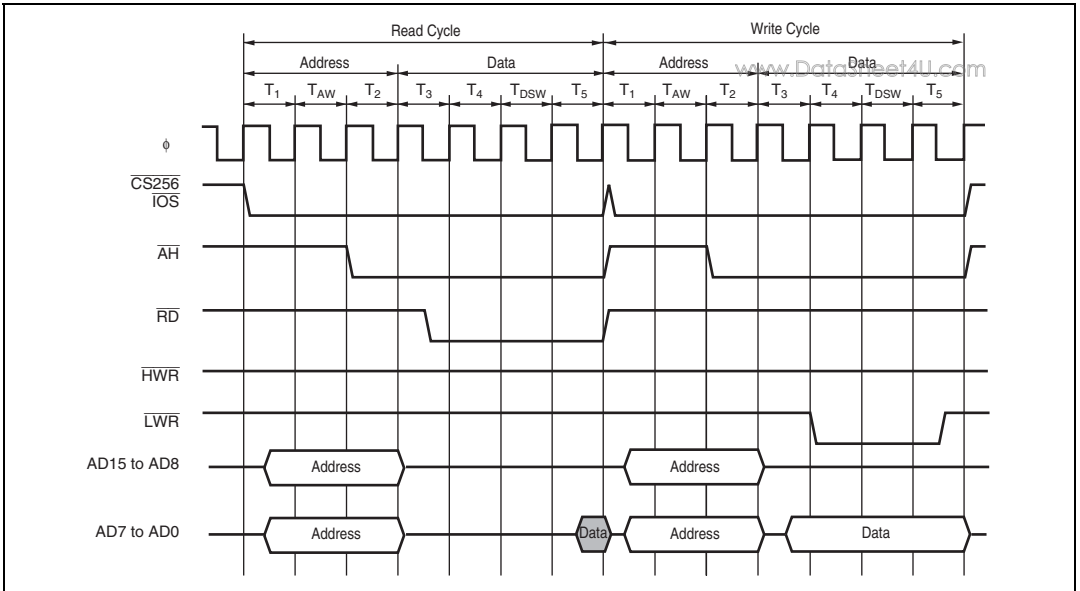 Read Cycle Write Cycle
Address Data Address Data
www.DataSheet4U.com
T1 TAW T2 T3 T4 TDSW T5 T1 TAW T2 T3 T4 TDSW T5
φ
CS256
IOS
AH
RD
HWR
LWR
AD15 to AD8 Address Address
AD7 to AD0 Address Data Address Data